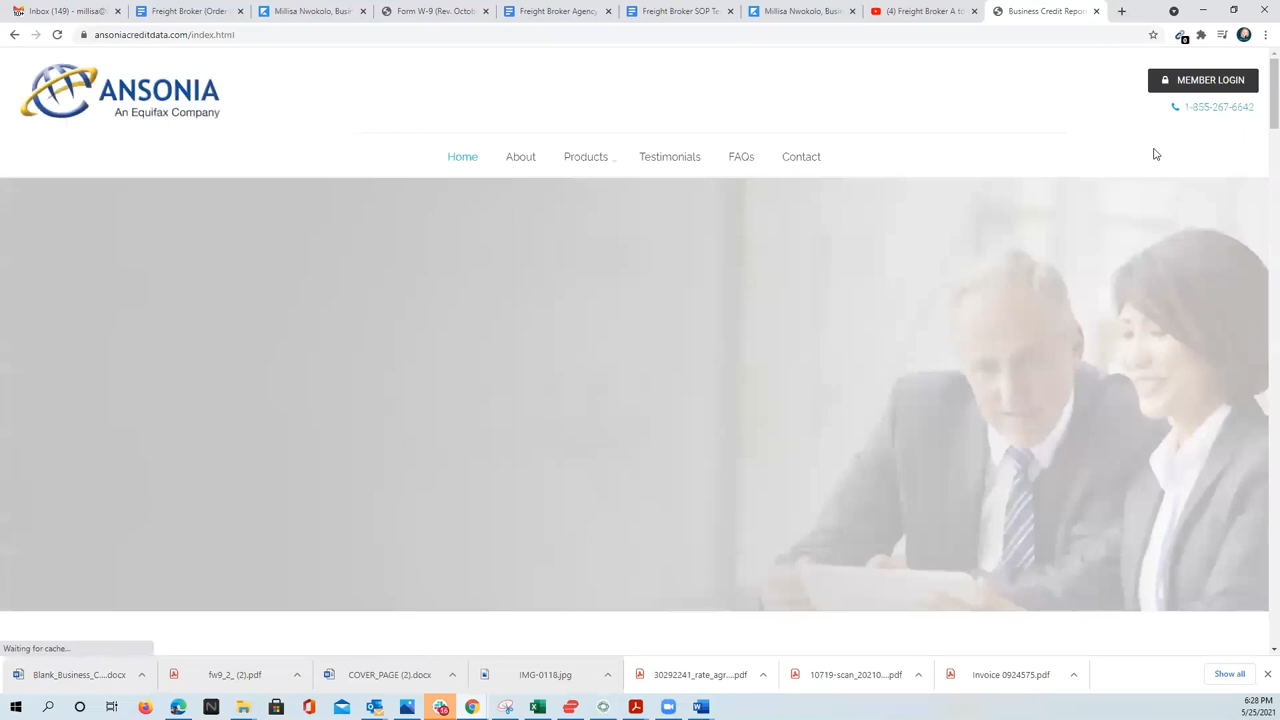 Inbox (149) - millisa@
Freight Broker (Order
Millisa Nwokolo, Busin
Form W-9 (Rev. Octob
Freight Broker Agency
Freight Broker SOP Te
Millisa Nwokolo, Busin
(4) Freight Broker A to
Business Credit Repor
ansoniacreditdata.com/index.html
ANSONIA
An Equifax Company
MEMBER LOGIN
1-855-267-6642
Home
About
Products
Testimonials
FAQs
Contact
Waiting for cache...
Blank_Business_C....docx
fw9_2_ (2).pdf
COVER_PAGE (2).docx
IMG-0118.jpg
30292241_rate_agr....pdf
10719-scan_20210....pdf
Invoice 0924575.pdf
Show all
6:28 PM
5/25/2021